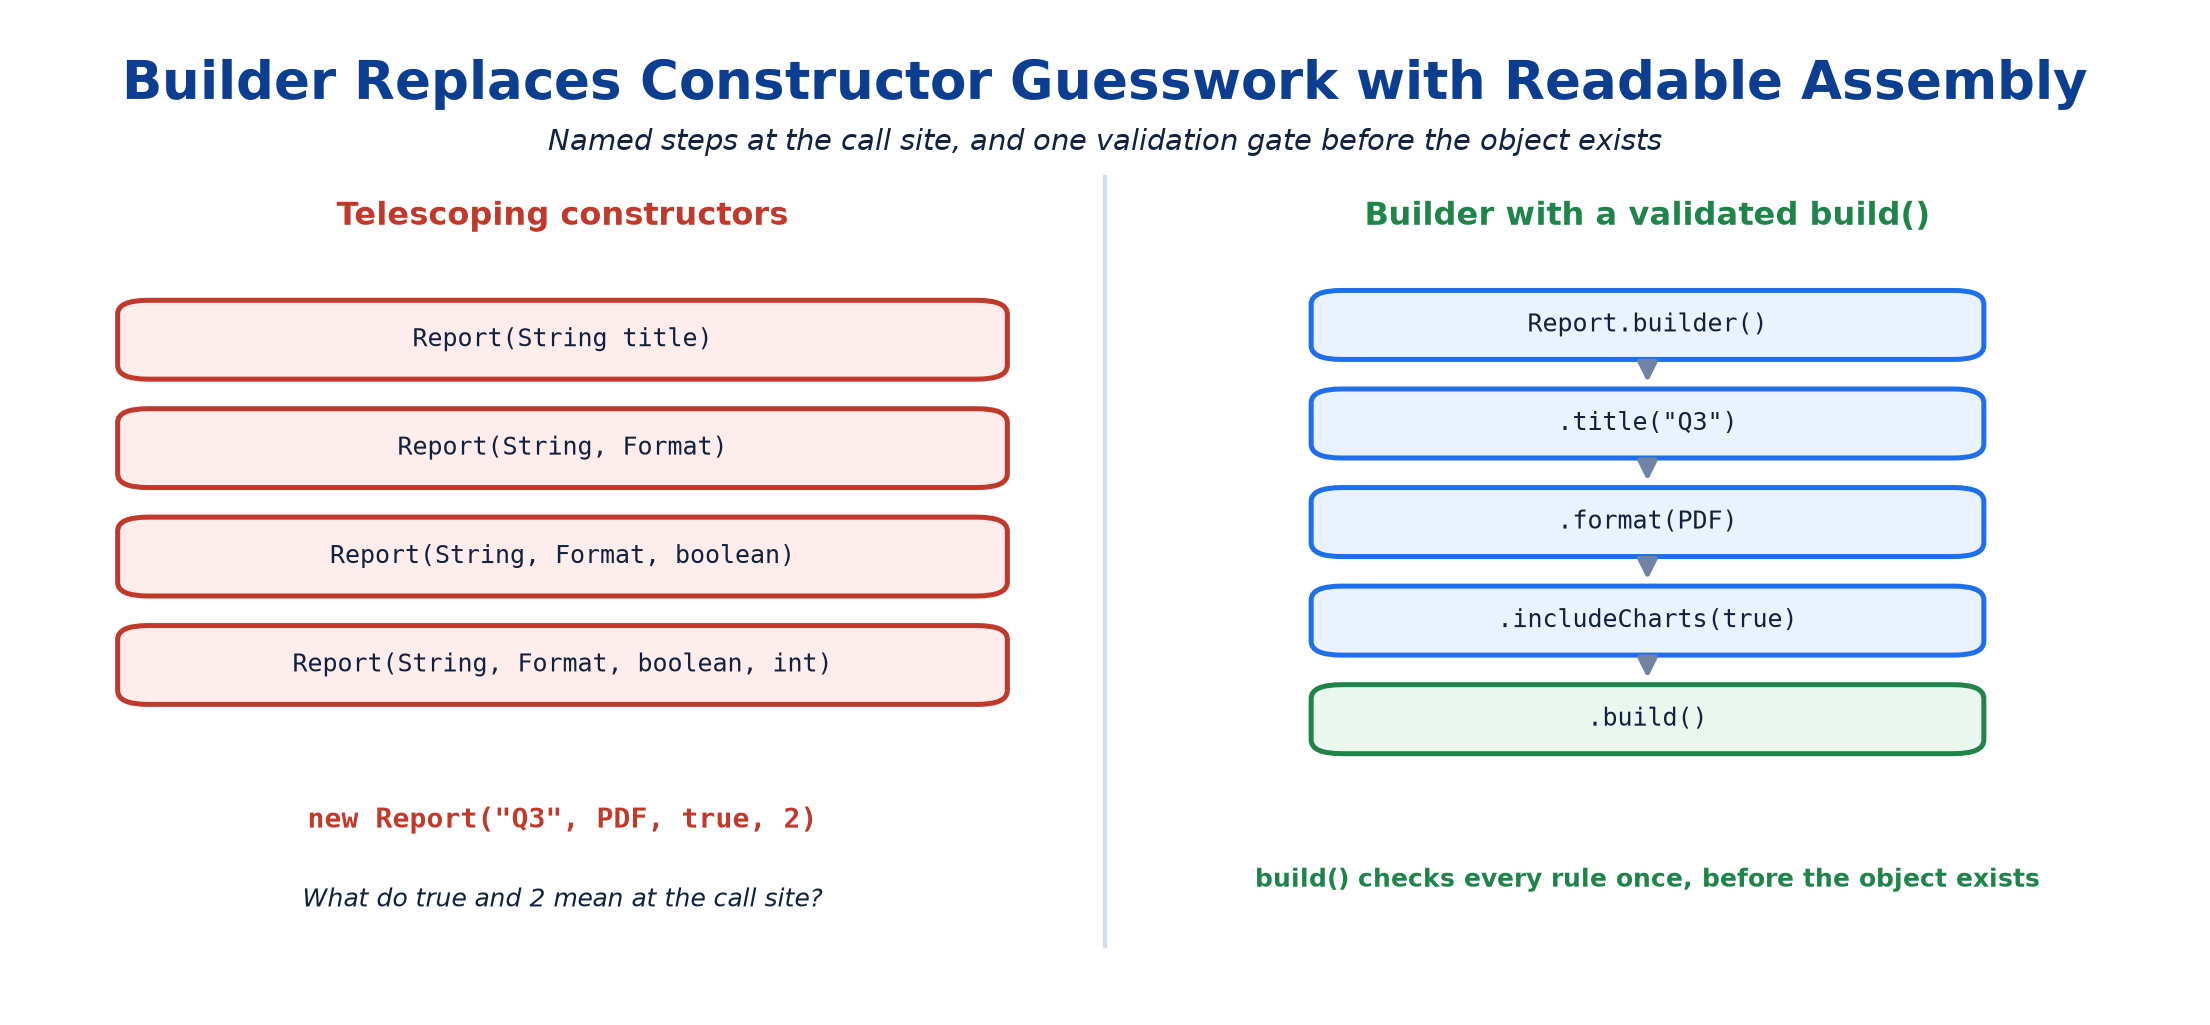 Builder Replaces Constructor Guesswork with Readable Assembly
Named steps at the call site, and one validation gate before the object exists
Telescoping constructors
Report(String title)
Report(String, Format)
Report(String, Format, boolean)
Report(String, Format, boolean, int)
new Report("Q3", PDF, true, 2)
What do true and 2 mean at the call site?
Builder with a validated build()
Report.builder()
.title("Q3")
.format(PDF)
.includeCharts(true)
.build()
build() checks every rule once, before the object exists